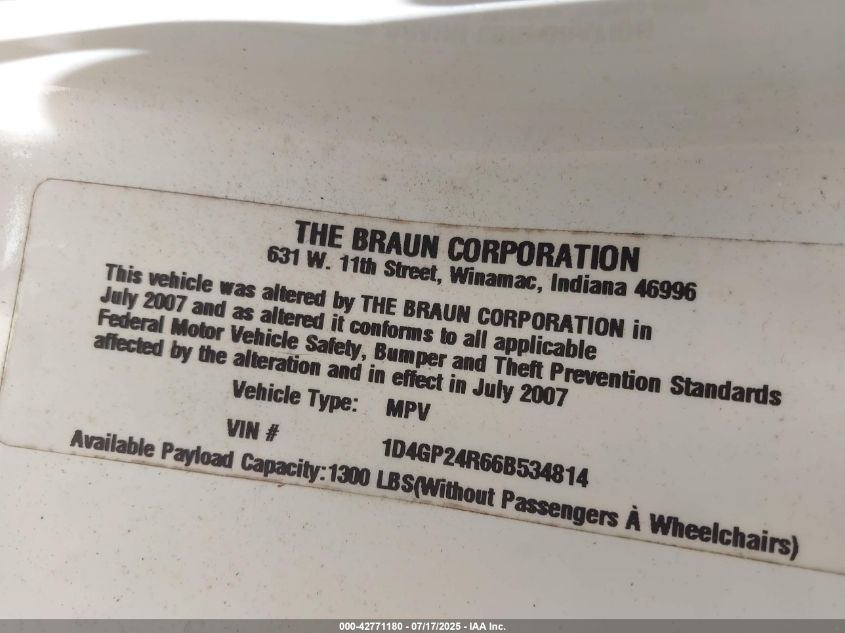 THE BRAUN CORPORATION
631 W. 11th Street, Winamac, Indiana 46996
This vehicle was altered by THE BRAUN CORPORATION in
July 2007 and as altered it conforms to all applicable
Federal Motor Vehicle Safety, Bumper and Theft Prevention Standards
affected by the alteration and in effect in July 2007
Vehicle Type: MPV
VIN # 1D4GP24R66B534814
Available Payload Capacity:1300 LBS(Without Passengers À Wheelchairs)
000-42771180 - 07/17/2025 - IAA Inc.